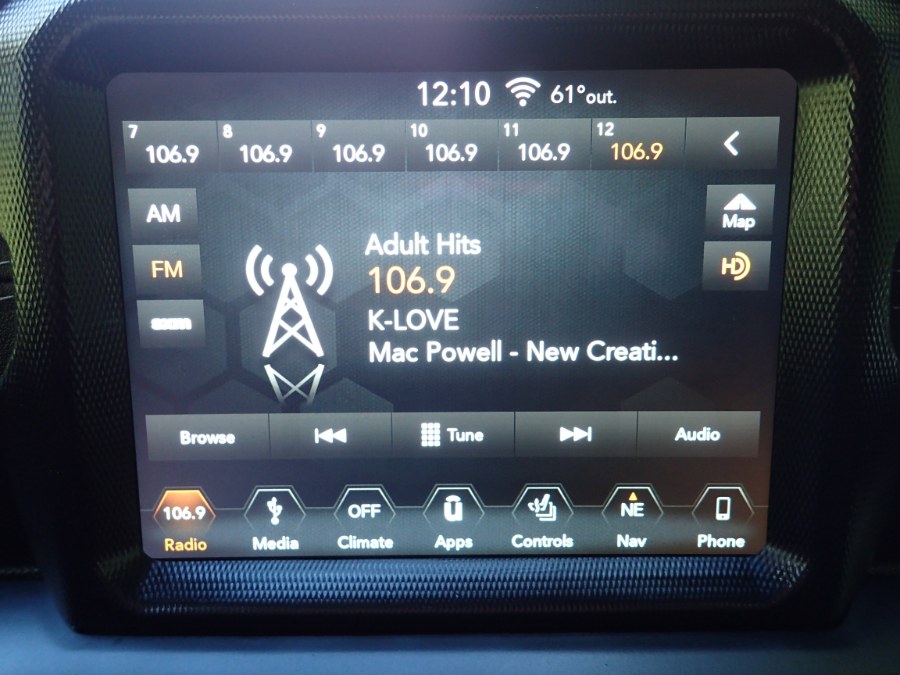 12:10 61°out.
7 8 9 10 11 12
106.9 106.9 106.9 106.9 106.9 106.9
AM
Map
FM
HD
Adult Hits
106.9
K-LOVE
Mac Powell - New Creati...
Browse Tune Audio
106.9 OFF u NE
Radio Media Climate Apps Controls Nav Phone